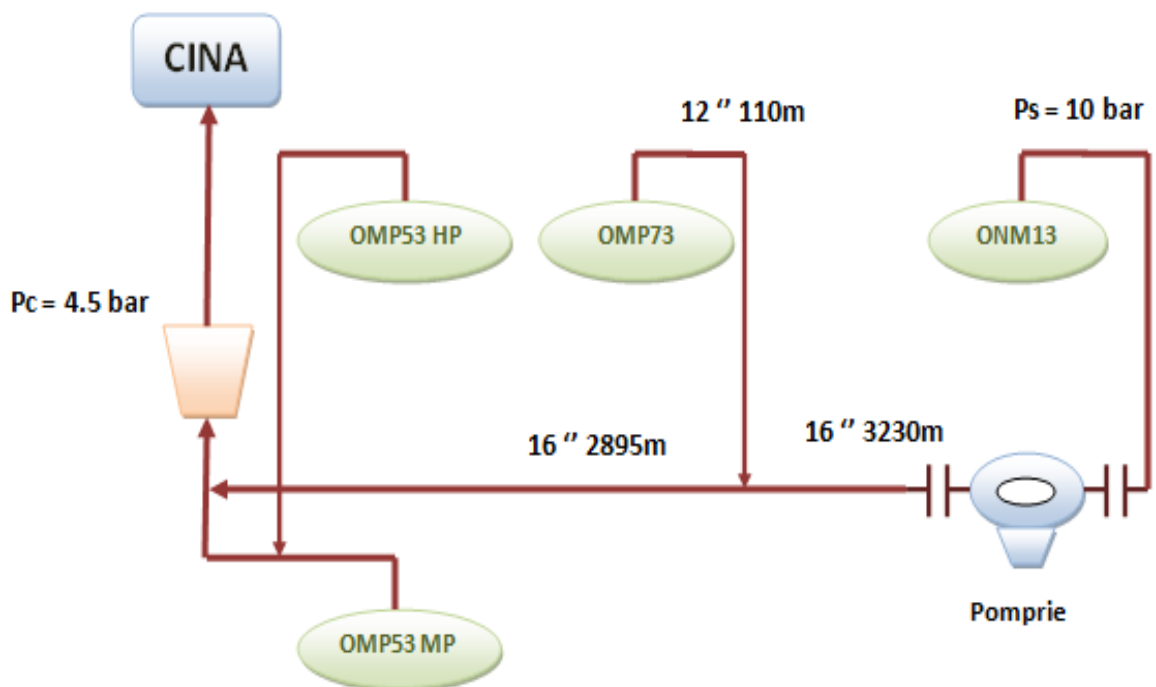 CINA
12 ‘’ 110m
Ps = 10 bar
OMP53 HP
OMP73
ONM13
Pc = 4.5 bar
16 ‘’ 2895m
16 ‘’ 3230m
Pomprie
OMP53 MP